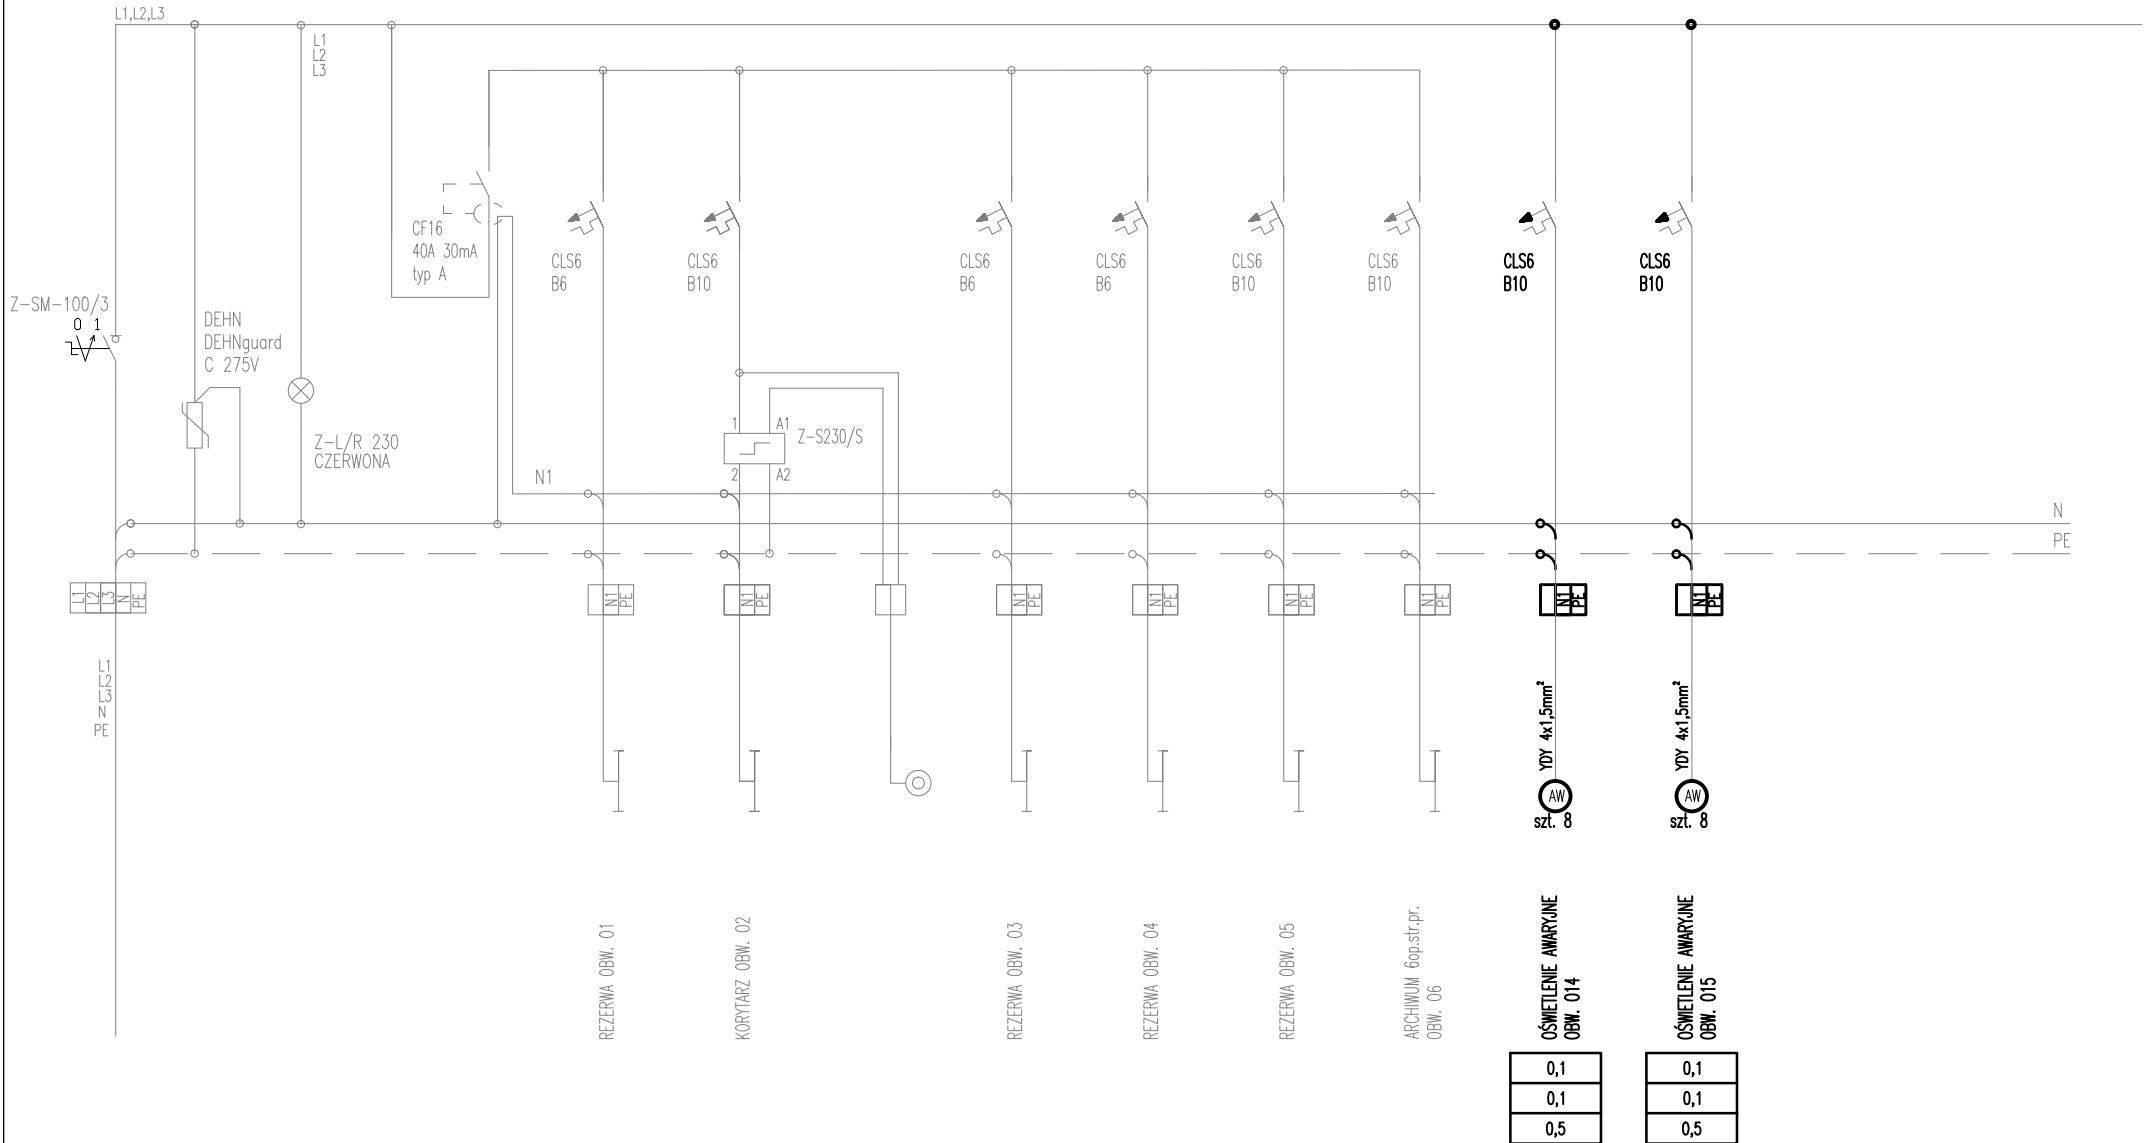 L1,L2,L3
L1
L2
L3
CF16
40A 30mA
typ A
CLS6
B6
CLS6
B10
CLS6
B6
CLS6
B6
CLS6
B10
CLS6
B10
CLS6
B10
CLS6
B10
Z-SM-100/3
0 1
DEHN
DEHNguard
C 275V
Z-L/R 230
CZERWONA
1
A1
Z-S230/S
2
A2
N1
N
PE
L1
L2
L3
N
PE
N1
PE
N1
PE
N1
PE
N1
PE
N1
PE
N1
PE
N1
PE
N1
PE
L1
L2
L3
N
PE
YDY 4x1,5mm²
YDY 4x1,5mm²
AW
szt. 8
AW
szt. 8
REZERWA OBW. 01
KORYTARZ OBW. 02
REZERWA OBW. 03
REZERWA OBW. 04
REZERWA OBW. 05
ARCHIWUM 6op.str.pr.
OBW. 06
OŚWIETLENIE AWARYJNE
OBW. 014
OŚWIETLENIE AWARYJNE
OBW. 015
0,1
0,1
0,5
0,1
0,1
0,5